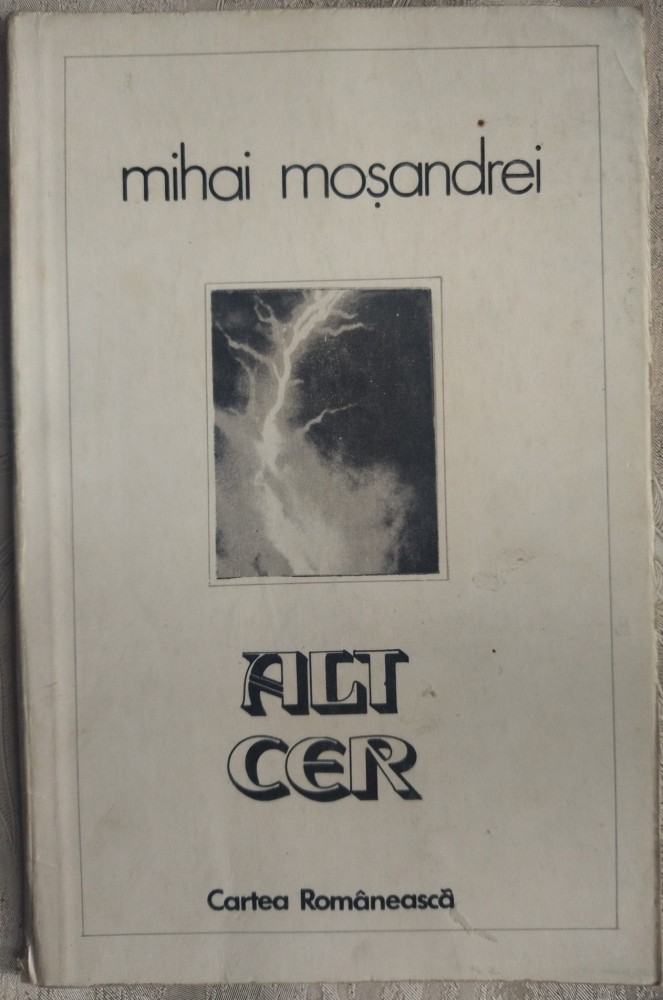 mihai moșandrei
ALT
CER
Cartea Românească